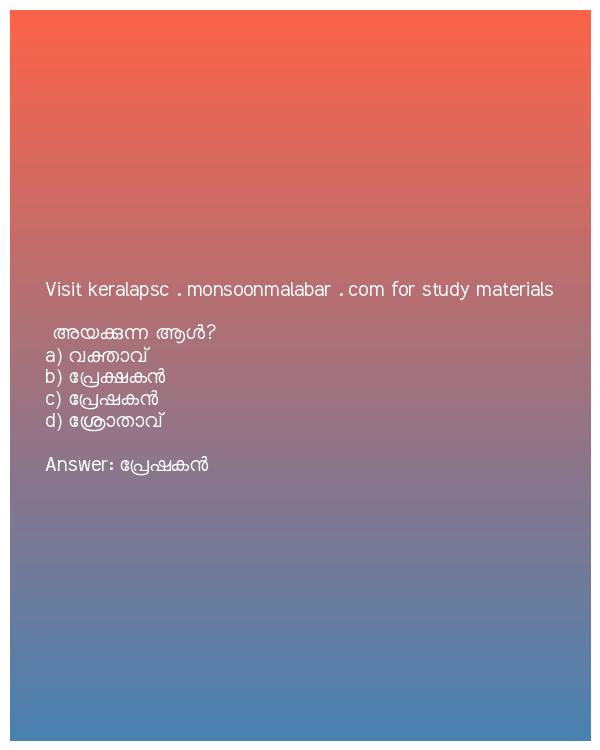 Visit keralapsc . monsoonmalabar . com for study materials
അയക്കുന്ന ആൾ?
a) വക്താവ്
b) പ്രേക്ഷകൻ
c) പ്രേഷകൻ
d) ശ്രോതാവ്
Answer: പ്രേഷകൻ